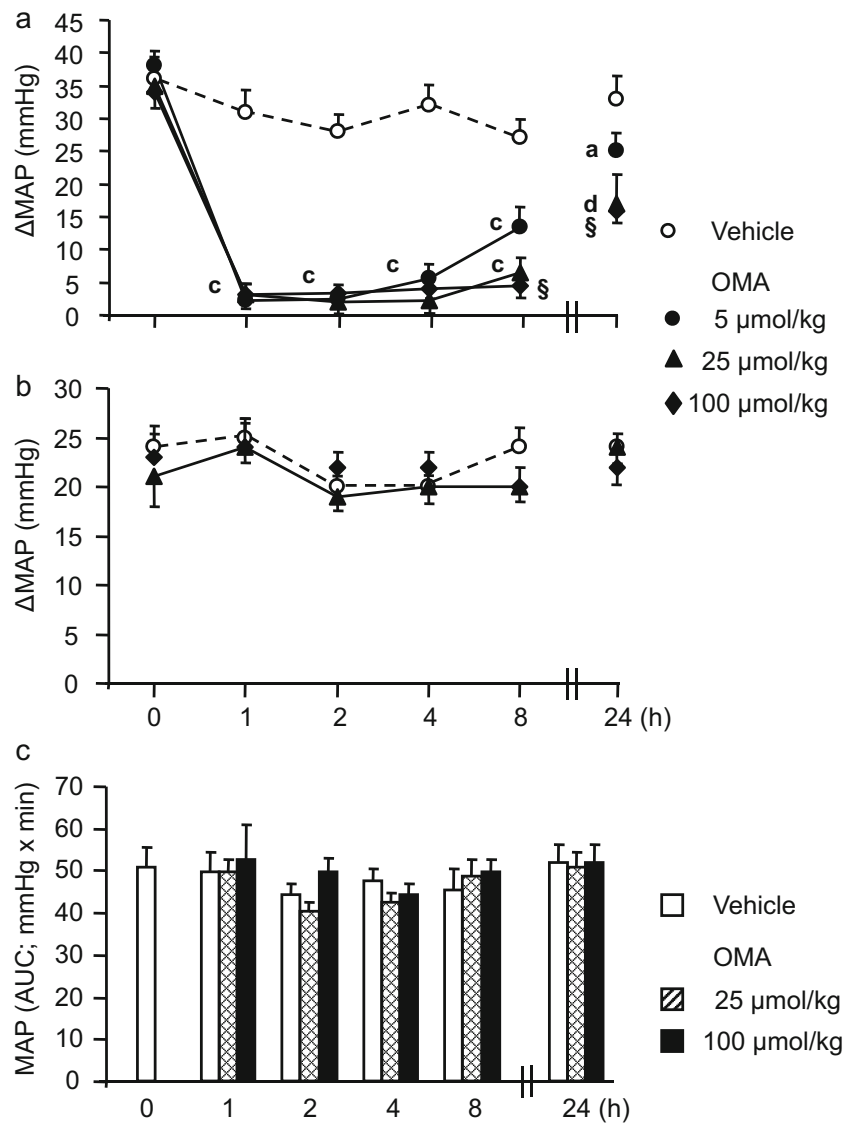 a
ΔMAP (mmHg)
45
40
35
30
25
20
15
10
5
0
c
c
c
c
c
§
a
d
§
Vehicle
OMA
5 μmol/kg
25 μmol/kg
100 μmol/kg
b
ΔMAP (mmHg)
30
25
20
15
10
5
0
0 1 2 4 8 24 (h)
c
MAP (AUC; mmHg x min)
70
60
50
40
30
20
10
0
0 1 2 4 8 24 (h)
Vehicle
OMA
25 μmol/kg
100 μmol/kg